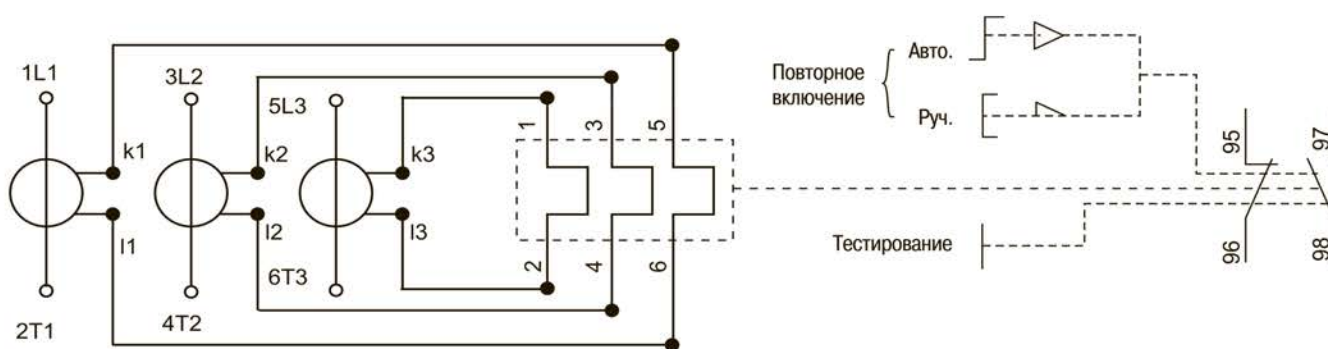 1L1
3L2
5L3
k1
k2
k3
l1
l2
l3
2T1
4T2
6T3
1
3
5
2
4
6
Повторное
включение
Авто.
Руч.
Тестирование
95
97
96
98